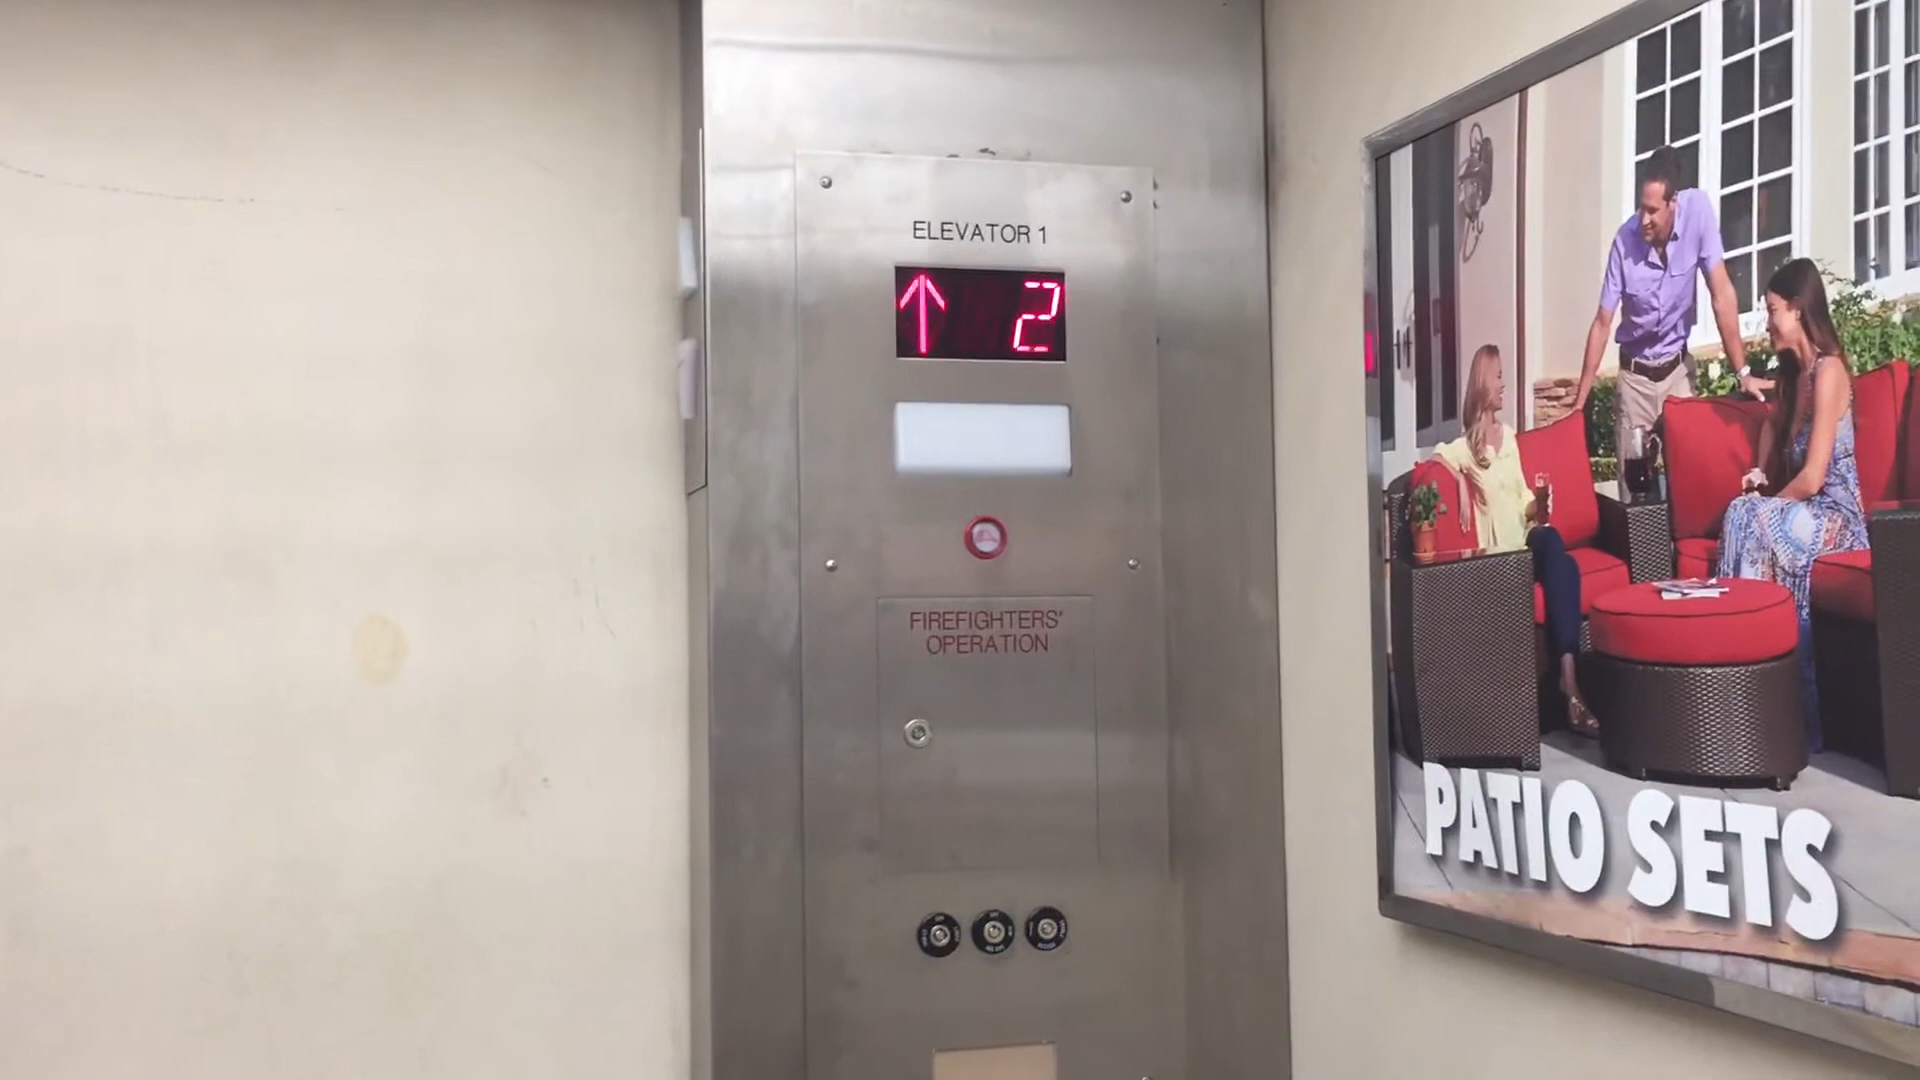 ELEVATOR 1
2
FIREFIGHTERS'
OPERATION
PATIO SETS